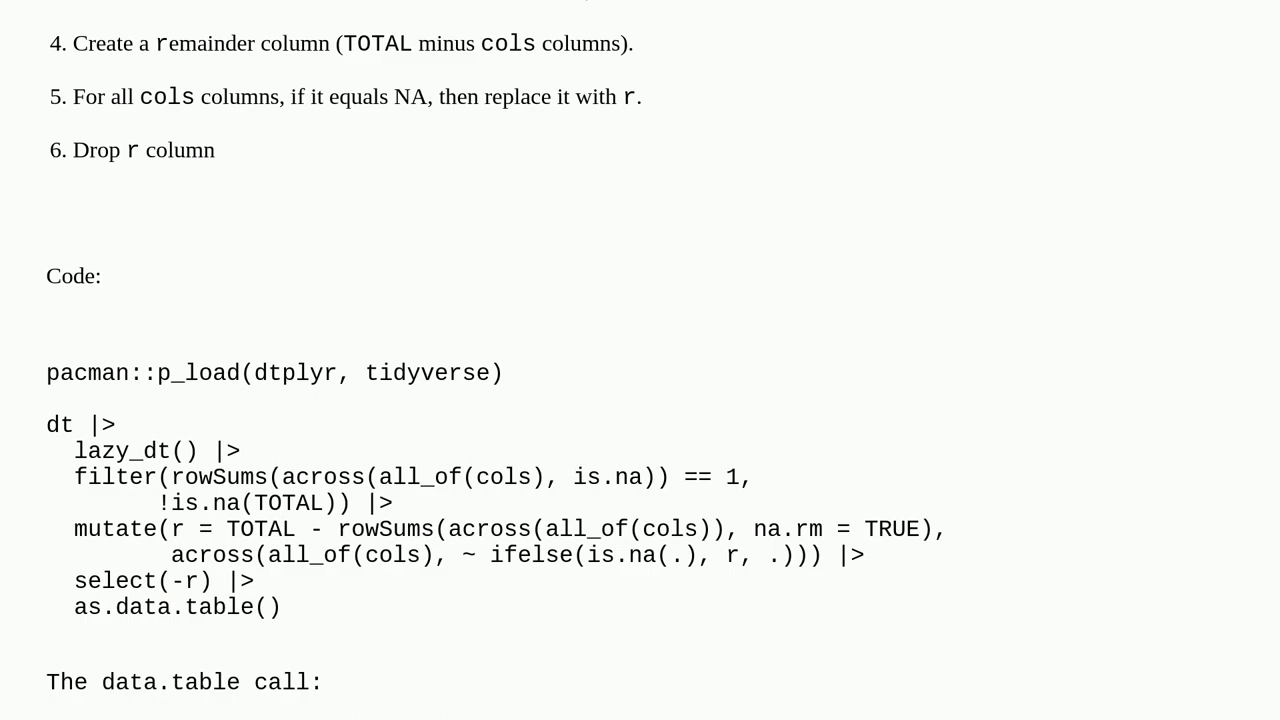 4. Create a remainder column (TOTAL minus cols columns).
5. For all cols columns, if it equals NA, then replace it with r.
6. Drop r column
Code:
pacman::p_load(dtplyr, tidyverse)
dt |>
  lazy_dt() |>
  filter(rowSums(across(all_of(cols), is.na)) == 1,
        !is.na(TOTAL)) |>
  mutate(r = TOTAL - rowSums(across(all_of(cols)), na.rm = TRUE),
         across(all_of(cols), ~ ifelse(is.na(.), r, .))) |>
  select(-r) |>
  as.data.table()
The data.table call: